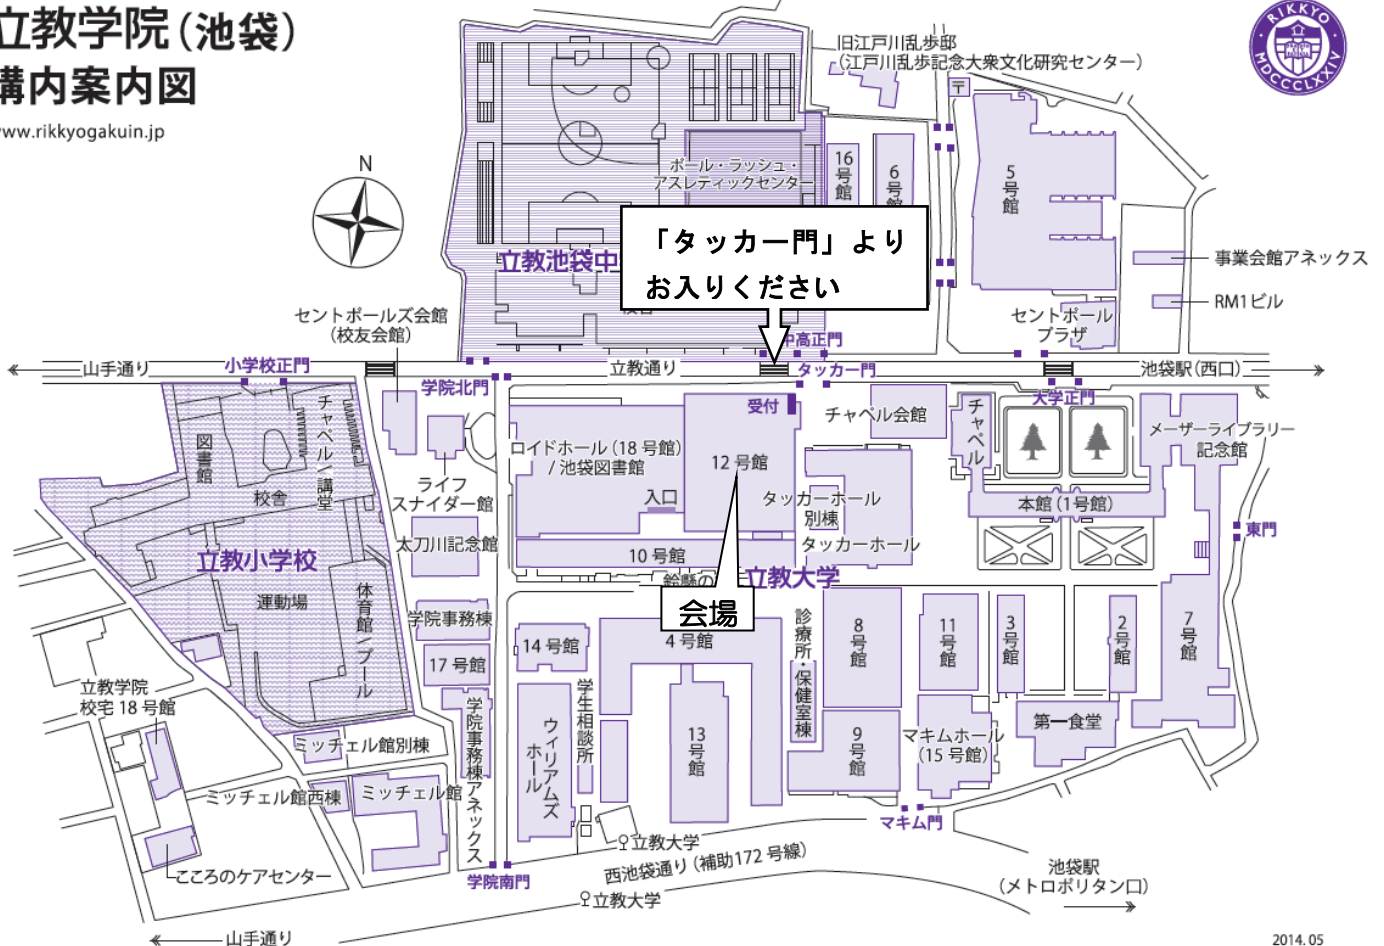 立教学院(池袋)
構内案内図
www.rikkyogakuin.jp
RIKKYO
MDCCCLXXIV
N
旧江戸川乱歩邸
(江戸川乱歩記念大衆文化研究センター)
〒
ポール・ラッシュ・
アスレティックセンター
16号館
6号館
5号館
「タッカー門」より
お入りください
立教池袋中
事業会館アネックス
RM1ビル
セントポール
プラザ
セントポールズ会館
(校友会館)
中高正門
山手通り
小学校正門
立教通り
タッカー門
池袋駅(西口)
学院北門
大学正門
受付
チャペル会館
チャペル
メーザーライブラリー
記念館
チャペル/講堂
図書館
校舎
ロイドホール(18号館)
/池袋図書館
12号館
入口
ライフ
スナイダー館
タッカーホール
別棟
タッカーホール
本館(1号館)
東門
太刀川記念館
10号館
鈴懸の
立教大学
立教小学校
運動場
体育館/プール
会場
学院事務棟
14号館
4号館
診療所・保健室棟
8号館
11号館
3号館
2号館
7号館
17号館
立教学院
校宅18号館
学院事務棟アネックス
ウィリアムズ
ホール
学生相談所
13号館
9号館
マキムホール
(15号館)
第一食堂
ミッチェル館別棟
ミッチェル館西棟
ミッチェル館
マキム門
こころのケアセンター
学院南門
立教大学
西池袋通り(補助172号線)
立教大学
池袋駅
(メトロポリタン口)
山手通り
2014.05